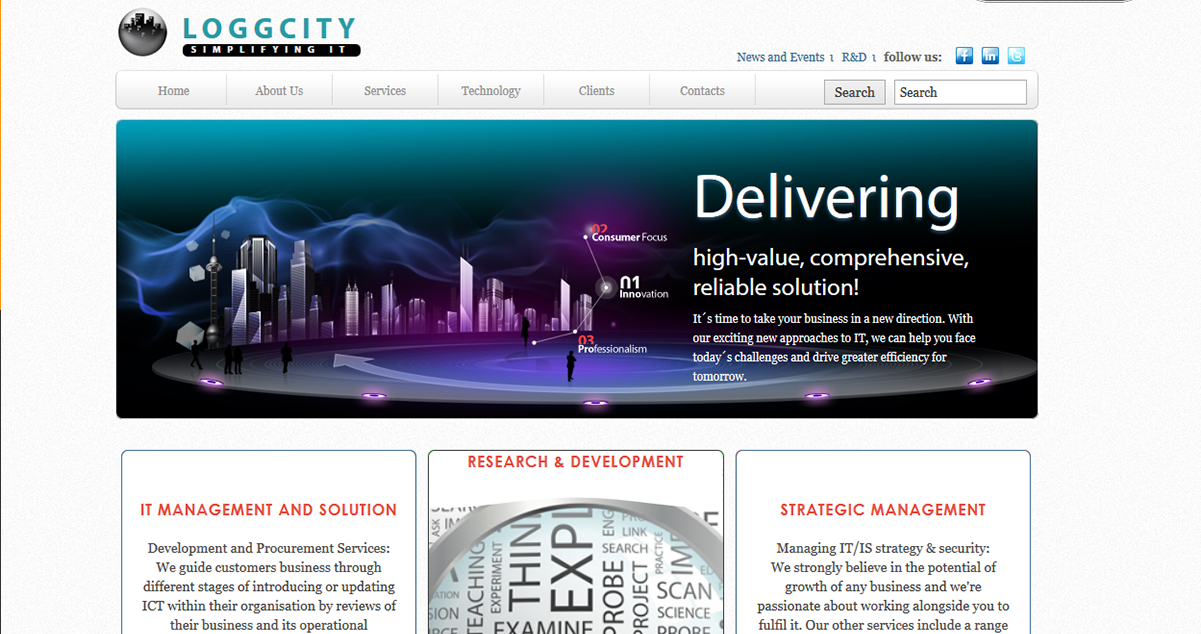 LOGGCITY
SIMPLIFYING IT
News and Events ı R&D ı follow us:
Home About Us Services Technology Clients Contacts Search Search
Delivering
high-value, comprehensive,
reliable solution!
It´s time to take your business in a new direction. With
our exciting new approaches to IT, we can help you face
today´s challenges and drive greater efficiency for
tomorrow.
02
Consumer Focus
01
Innovation
03
Professionalism
IT MANAGEMENT AND SOLUTION
Development and Procurement Services:
We guide customers business through
different stages of introducing or updating
ICT within their organisation by reviews of
their business and its operational
RESEARCH & DEVELOPMENT
ASK
TEACHING
EXPERIMENT
THIN
EXPL
EXAMINE
PROBE
PROJECT
ENG
LINK
SEARCH
PRACTICE
SCAN
SCIENCE
PROBE
STRATEGIC MANAGEMENT
Managing IT/IS strategy & security:
We strongly believe in the potential of
growth of any business and we're
passionate about working alongside you to
fulfil it. Our other services include a range